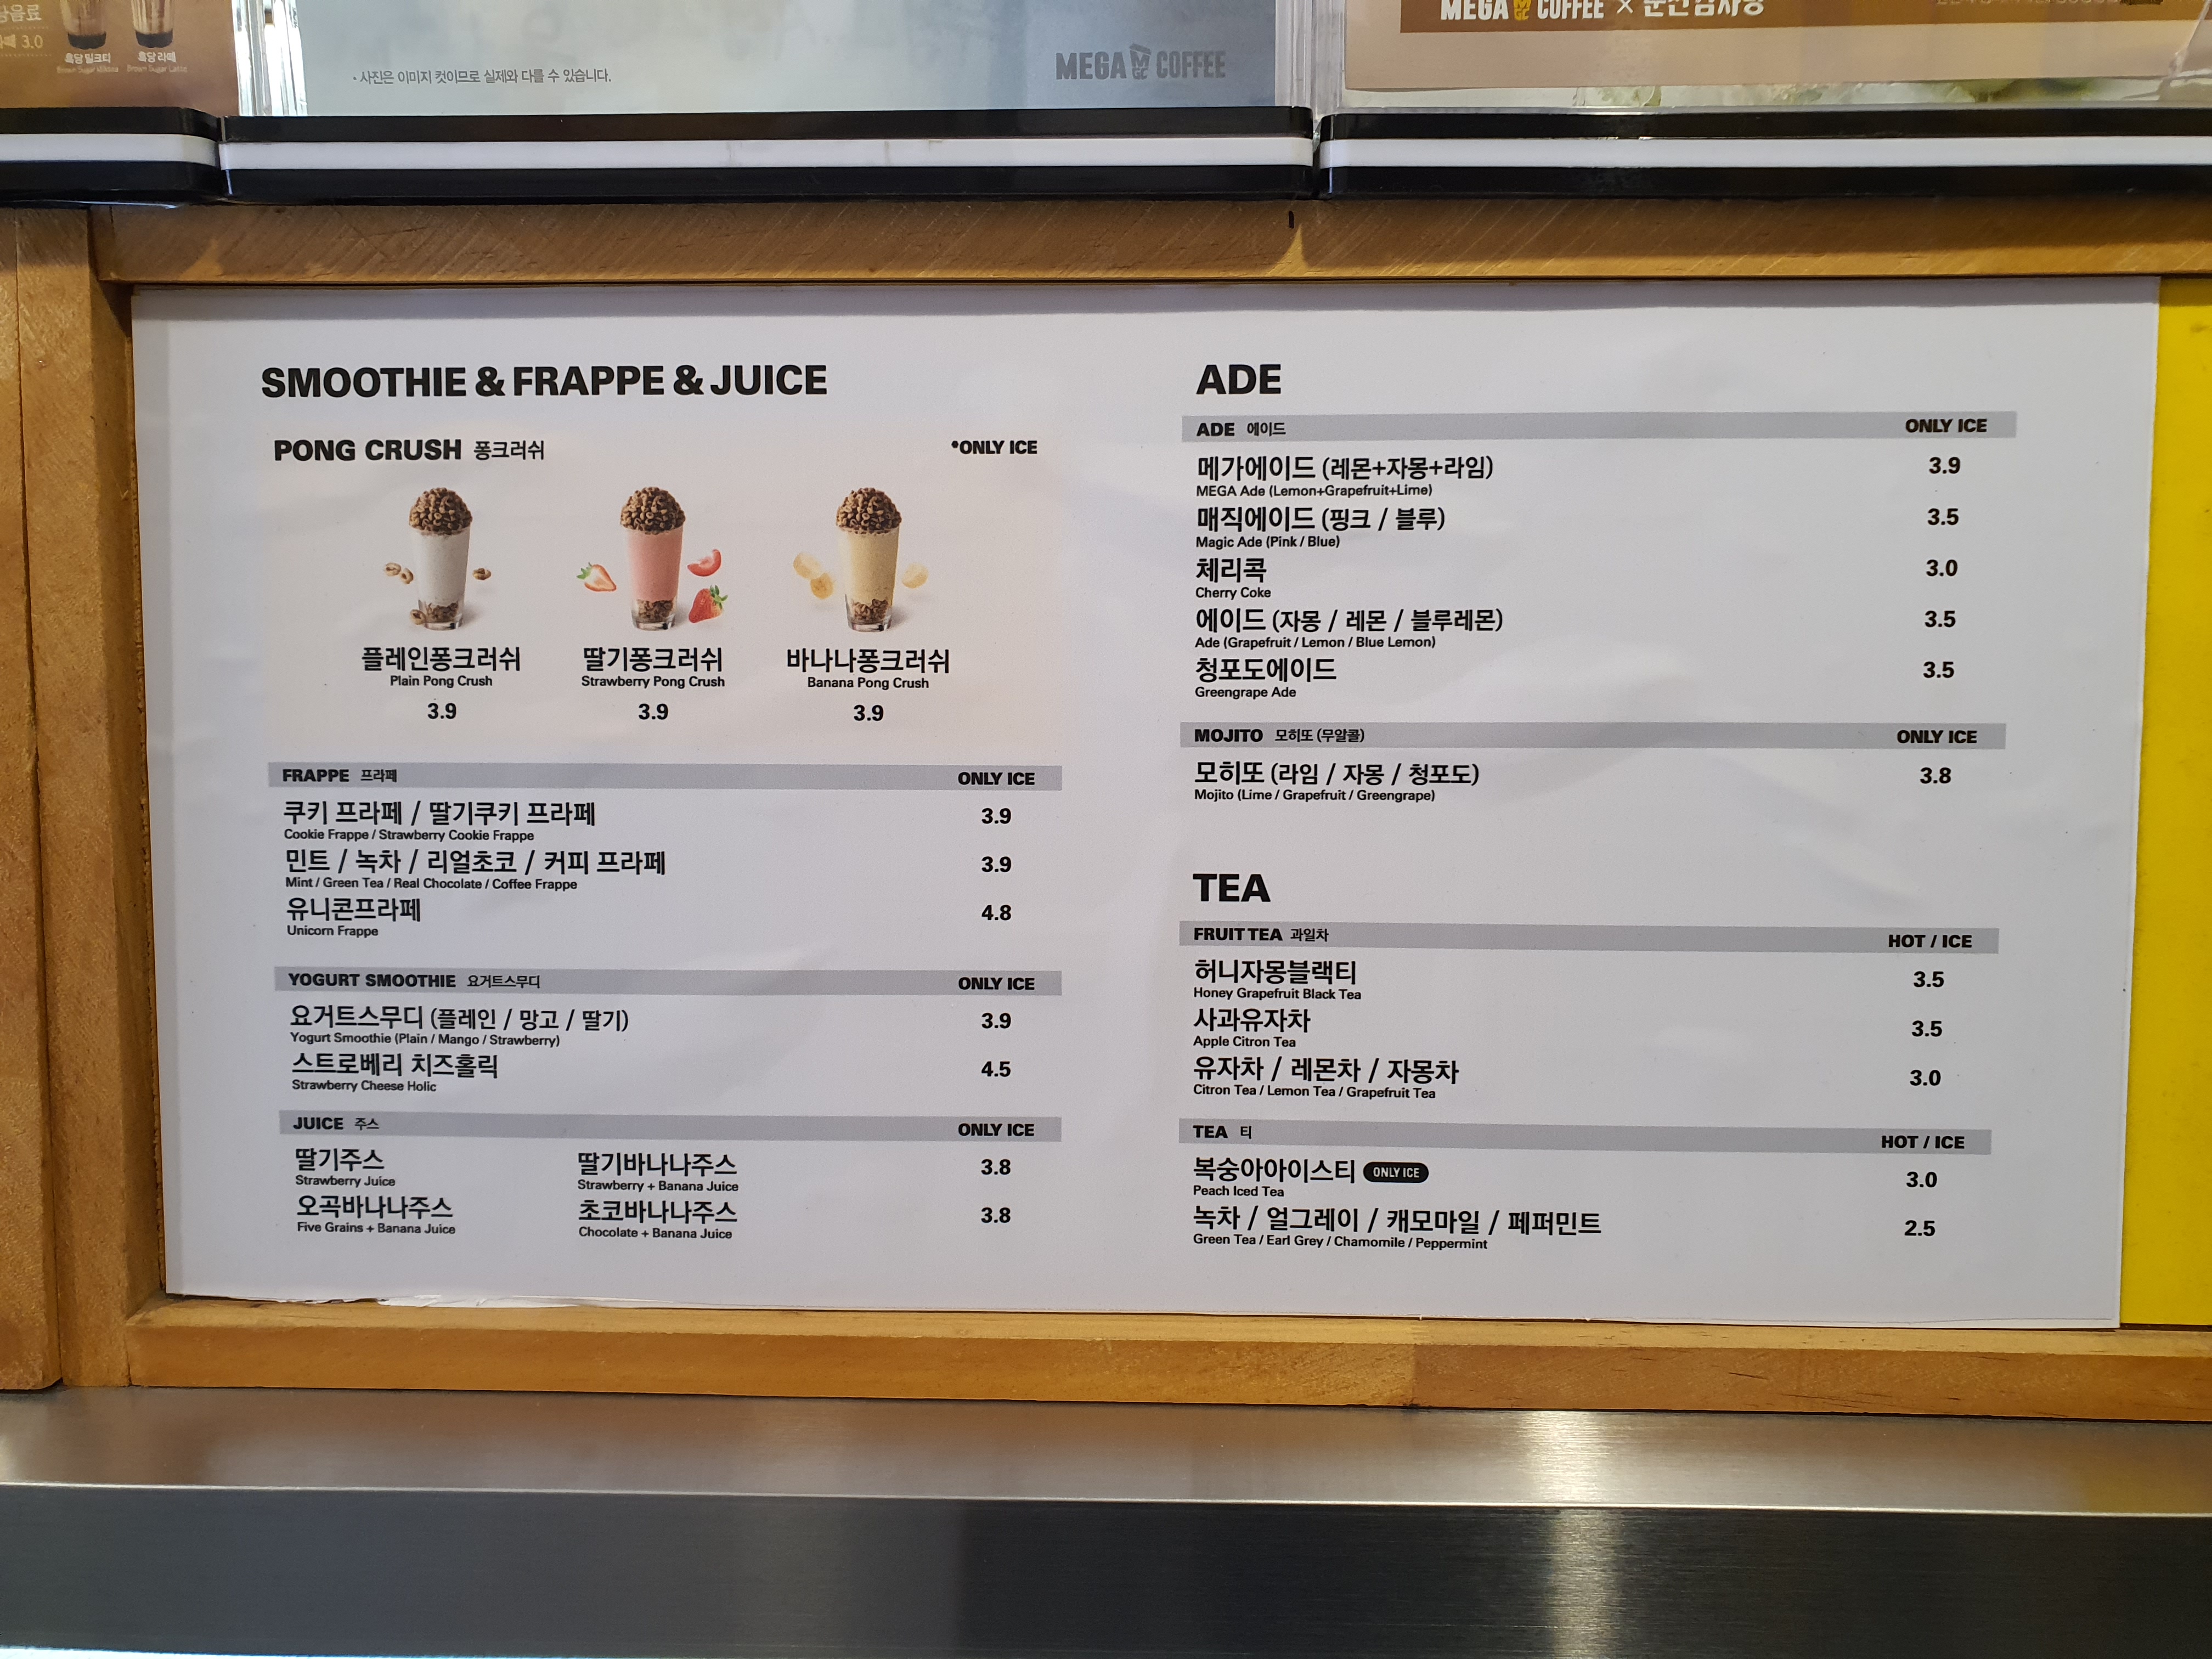 3.0
흑당 밀크티
흑당 라떼
Brown Sugar Milktea
Brown Sugar Latte
• 사진은 이미지 컷이므로 실제와 다를 수 있습니다.
MEGA MGC COFFEE
MEGA MGC COFFEE ×
SMOOTHIE & FRAPPE & JUICE
PONG CRUSH 퐁크러쉬 *ONLY ICE
플레인퐁크러쉬 딸기퐁크러쉬 바나나퐁크러쉬
Plain Pong Crush Strawberry Pong Crush Banana Pong Crush
3.9 3.9 3.9
FRAPPE 프라페 ONLY ICE
쿠키 프라페 / 딸기쿠키 프라페 3.9
Cookie Frappe / Strawberry Cookie Frappe
민트 / 녹차 / 리얼초코 / 커피 프라페 3.9
Mint / Green Tea / Real Chocolate / Coffee Frappe
유니콘프라페 4.8
Unicorn Frappe
YOGURT SMOOTHIE 요거트스무디 ONLY ICE
요거트스무디 (플레인 / 망고 / 딸기) 3.9
Yogurt Smoothie (Plain / Mango / Strawberry)
스트로베리 치즈홀릭 4.5
Strawberry Cheese Holic
JUICE 주스 ONLY ICE
딸기주스 딸기바나나주스 3.8
Strawberry Juice Strawberry + Banana Juice
오곡바나나주스 초코바나나주스 3.8
Five Grains + Banana Juice Chocolate + Banana Juice
ADE
ADE 에이드 ONLY ICE
메가에이드 (레몬+자몽+라임) 3.9
MEGA Ade (Lemon+Grapefruit+Lime)
매직에이드 (핑크 / 블루) 3.5
Magic Ade (Pink / Blue)
체리콕 3.0
Cherry Coke
에이드 (자몽 / 레몬 / 블루레몬) 3.5
Ade (Grapefruit / Lemon / Blue Lemon)
청포도에이드 3.5
Greengrape Ade
MOJITO 모히또 (무알콜) ONLY ICE
모히또 (라임 / 자몽 / 청포도) 3.8
Mojito (Lime / Grapefruit / Greengrape)
TEA
FRUIT TEA 과일차 HOT / ICE
허니자몽블랙티 3.5
Honey Grapefruit Black Tea
사과유자차 3.5
Apple Citron Tea
유자차 / 레몬차 / 자몽차 3.0
Citron Tea / Lemon Tea / Grapefruit Tea
TEA 티 HOT / ICE
복숭아아이스티 ONLY ICE 3.0
Peach Iced Tea
녹차 / 얼그레이 / 캐모마일 / 페퍼민트 2.5
Green Tea / Earl Grey / Chamomile / Peppermint